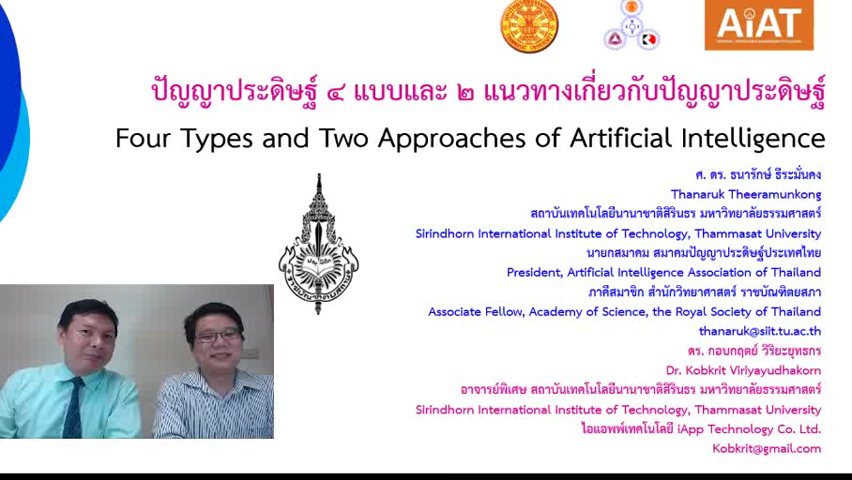 AiAT
ปัญญาประดิษฐ์ ๔ แบบและ ๒ แนวทางเกี่ยวกับปัญญาประดิษฐ์
Four Types and Two Approaches of Artificial Intelligence
ศ. ดร. ธนารักษ์ ธีระมั่นคง
Thanaruk Theeramunkong
สถาบันเทคโนโลยีนานาชาติสิรินธร มหาวิทยาลัยธรรมศาสตร์
Sirindhorn International Institute of Technology, Thammasat University
นายกสมาคม สมาคมปัญญาประดิษฐ์ประเทศไทย
President, Artificial Intelligence Association of Thailand
ภาคีสมาชิก สำนักวิทยาศาสตร์ ราชบัณฑิตยสภา
Associate Fellow, Academy of Science, the Royal Society of Thailand
thanaruk@siit.tu.ac.th
ดร. กอบกฤตย์ วิริยะยุทธกร
Dr. Kobkrit Viriyayudhakorn
อาจารย์พิเศษ สถาบันเทคโนโลยีนานาชาติสิรินธร มหาวิทยาลัยธรรมศาสตร์
Sirindhorn International Institute of Technology, Thammasat University
ไอแอพพ์เทคโนโลยี iApp Technology Co. Ltd.
Kobkrit@gmail.com